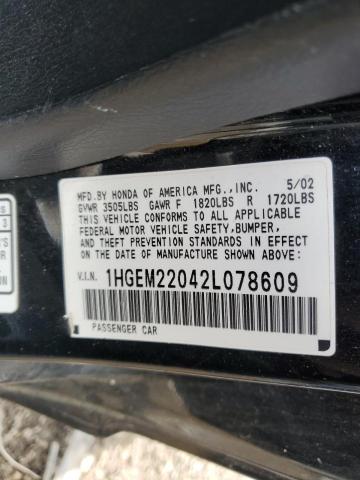 MFD.BY HONDA OF AMERICA MFG.,INC. 5/02
GVWR 3505LBS GAWR F 1820LBS R 1720LBS
THIS VEHICLE CONFORMS TO ALL APPLICABLE
FEDERAL MOTOR VEHICLE SAFETY,BUMPER,
AND THEFT PREVENTION STANDARDS IN EFFECT
ON THE DATE OF MANUFACTURE SHOWN ABOVE.
V.I.N. 1HGEM22042L078609
PASSENGER CAR